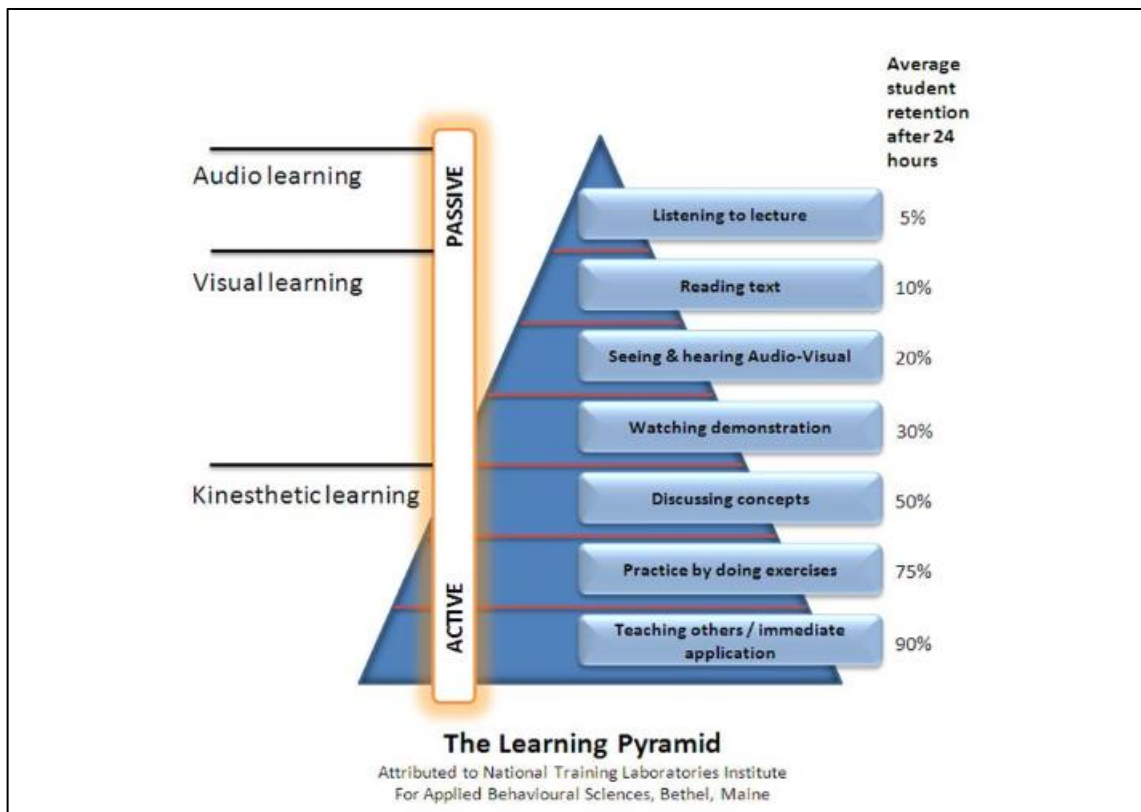 Average
student
retention
after 24
hours
Audio learning
PASSIVE
Listening to lecture 5%
Visual learning
Reading text 10%
Seeing & hearing Audio-Visual 20%
Watching demonstration 30%
Kinesthetic learning
Discussing concepts 50%
Practice by doing exercises 75%
ACTIVE
Teaching others / immediate
application 90%
The Learning Pyramid
Attributed to National Training Laboratories Institute
For Applied Behavioural Sciences, Bethel, Maine